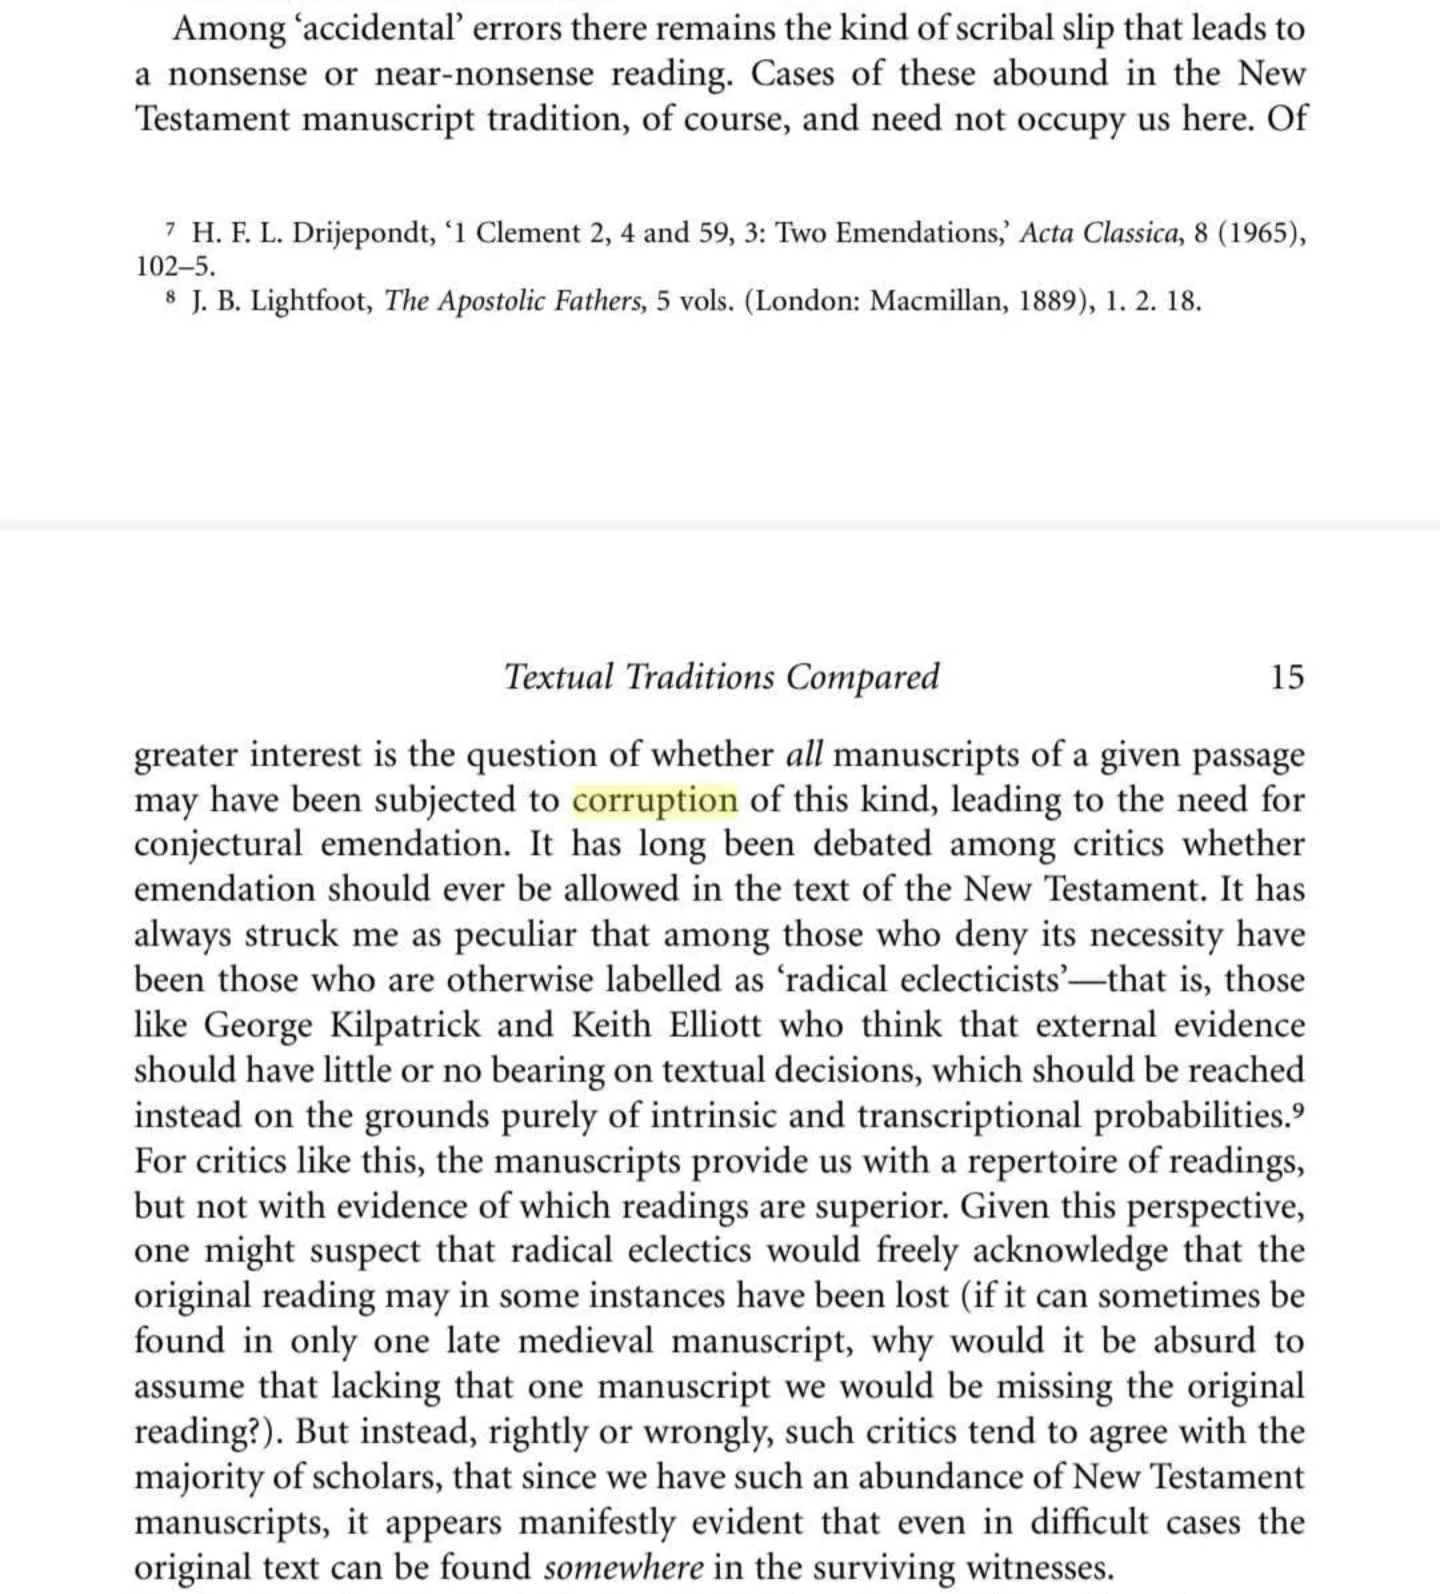 Among ‘accidental’ errors there remains the kind of scribal slip that leads to
a nonsense or near-nonsense reading. Cases of these abound in the New
Testament manuscript tradition, of course, and need not occupy us here. Of
7 H. F. L. Drijepondt, ‘1 Clement 2, 4 and 59, 3: Two Emendations,’ Acta Classica, 8 (1965),
102–5.
8 J. B. Lightfoot, The Apostolic Fathers, 5 vols. (London: Macmillan, 1889), 1. 2. 18.
Textual Traditions Compared 15
greater interest is the question of whether all manuscripts of a given passage
may have been subjected to corruption of this kind, leading to the need for
conjectural emendation. It has long been debated among critics whether
emendation should ever be allowed in the text of the New Testament. It has
always struck me as peculiar that among those who deny its necessity have
been those who are otherwise labelled as ‘radical eclecticists’—that is, those
like George Kilpatrick and Keith Elliott who think that external evidence
should have little or no bearing on textual decisions, which should be reached
instead on the grounds purely of intrinsic and transcriptional probabilities.⁹
For critics like this, the manuscripts provide us with a repertoire of readings,
but not with evidence of which readings are superior. Given this perspective,
one might suspect that radical eclectics would freely acknowledge that the
original reading may in some instances have been lost (if it can sometimes be
found in only one late medieval manuscript, why would it be absurd to
assume that lacking that one manuscript we would be missing the original
reading?). But instead, rightly or wrongly, such critics tend to agree with the
majority of scholars, that since we have such an abundance of New Testament
manuscripts, it appears manifestly evident that even in difficult cases the
original text can be found somewhere in the surviving witnesses.